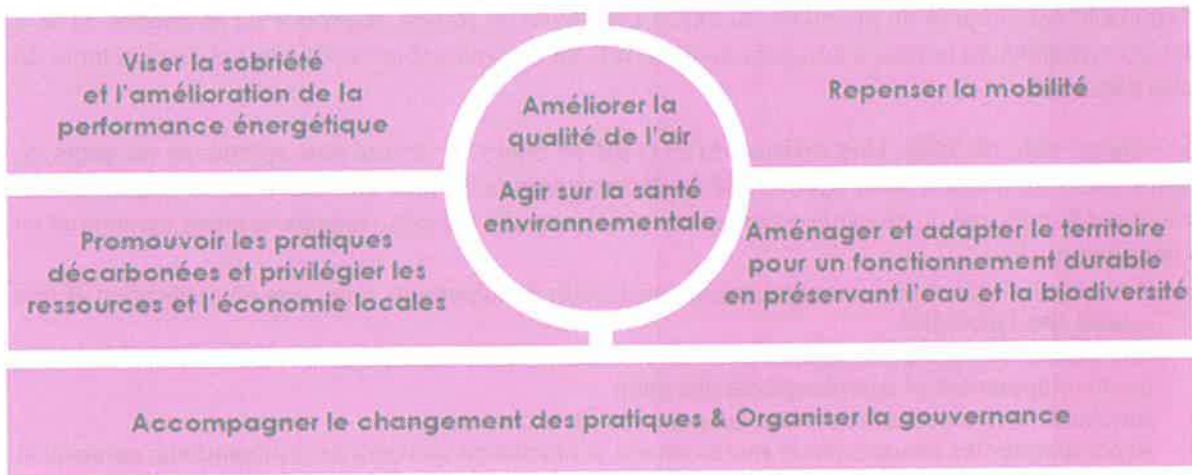 Viser la sobriété
et l'amélioration de la
performance énergétique
Améliorer la
qualité de l'air
Agir sur la santé
environnementale
Repenser la mobilité
Promouvoir les pratiques
décarbonées et privilégier les
ressources et l'économie locales
Aménager et adapter le territoire
pour un fonctionnement durable
en préservant l'eau et la biodiversité
Accompagner le changement des pratiques & Organiser la gouvernance